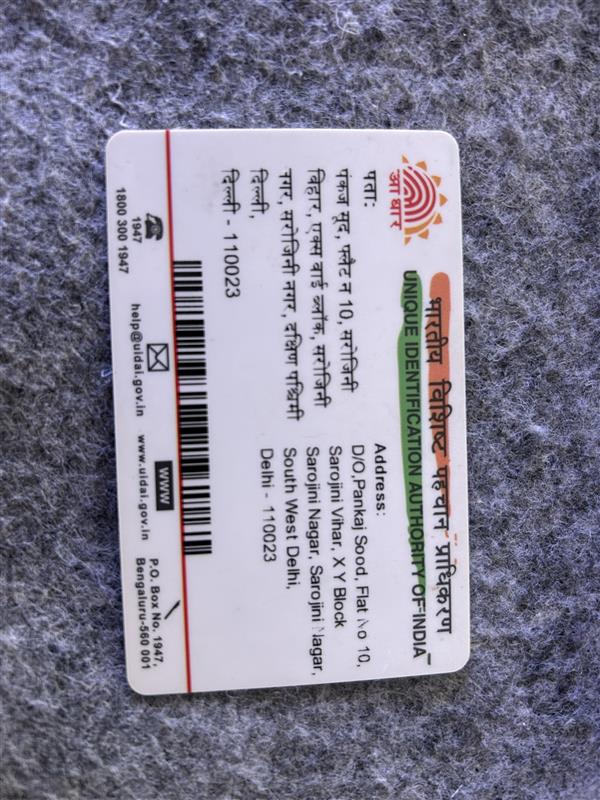 आधार
भारतीय विशिष्ट पहचान प्राधिकरण
UNIQUE IDENTIFICATION AUTHORITY OF INDIA
पता:
पंकज सूद, फ्लैट न 10, सरोजिनी
विहार, एक्स वाई ब्लॉक, सरोजिनी
नगर, सरोजिनी नगर, दक्षिण पश्चिमी
दिल्ली,
दिल्ली - 110023
Address:
D/O,Pankaj Sood, Flat No 10,
Sarojini Vihar, X Y Block
Sarojini Nagar, Sarojini Nagar,
South West Delhi,
Delhi - 110023
1947
1800 300 1947
help@uidai.gov.in
www
www.uidai.gov.in
P.O. Box No. 1947,
Bengaluru-560 001